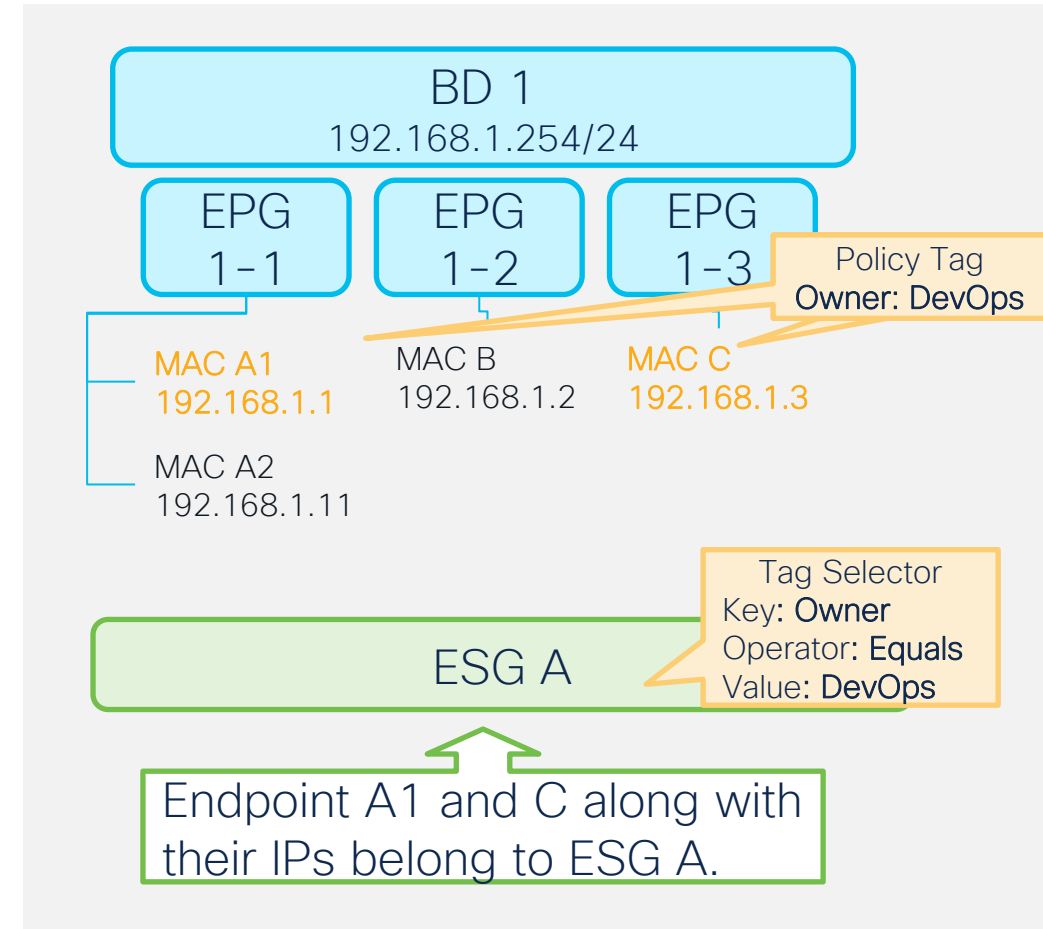 BD 1
192.168.1.254/24
EPG
1-1
EPG
1-2
EPG
1-3
Policy Tag
Owner: DevOps
MAC A1
192.168.1.1
MAC B
192.168.1.2
MAC C
192.168.1.3
MAC A2
192.168.1.11
Tag Selector
Key: Owner
Operator: Equals
Value: DevOps
ESG A
Endpoint A1 and C along with
their IPs belong to ESG A.